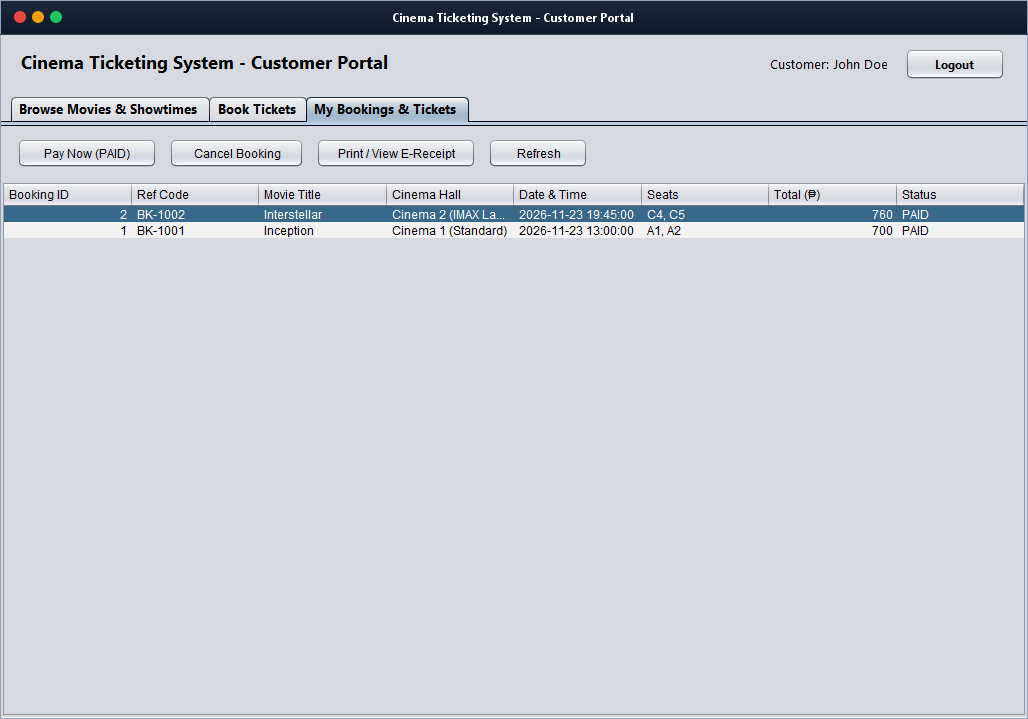 Cinema Ticketing System - Customer Portal
Cinema Ticketing System - Customer Portal
Customer: John Doe
Logout
Browse Movies & Showtimes
Book Tickets
My Bookings & Tickets
Pay Now (PAID)
Cancel Booking
Print / View E-Receipt
Refresh
Booking ID Ref Code Movie Title Cinema Hall Date & Time Seats Total (₱) Status
2 BK-1002 Interstellar Cinema 2 (IMAX La... 2026-11-23 19:45:00 C4, C5 760 PAID
1 BK-1001 Inception Cinema 1 (Standard) 2026-11-23 13:00:00 A1, A2 700 PAID